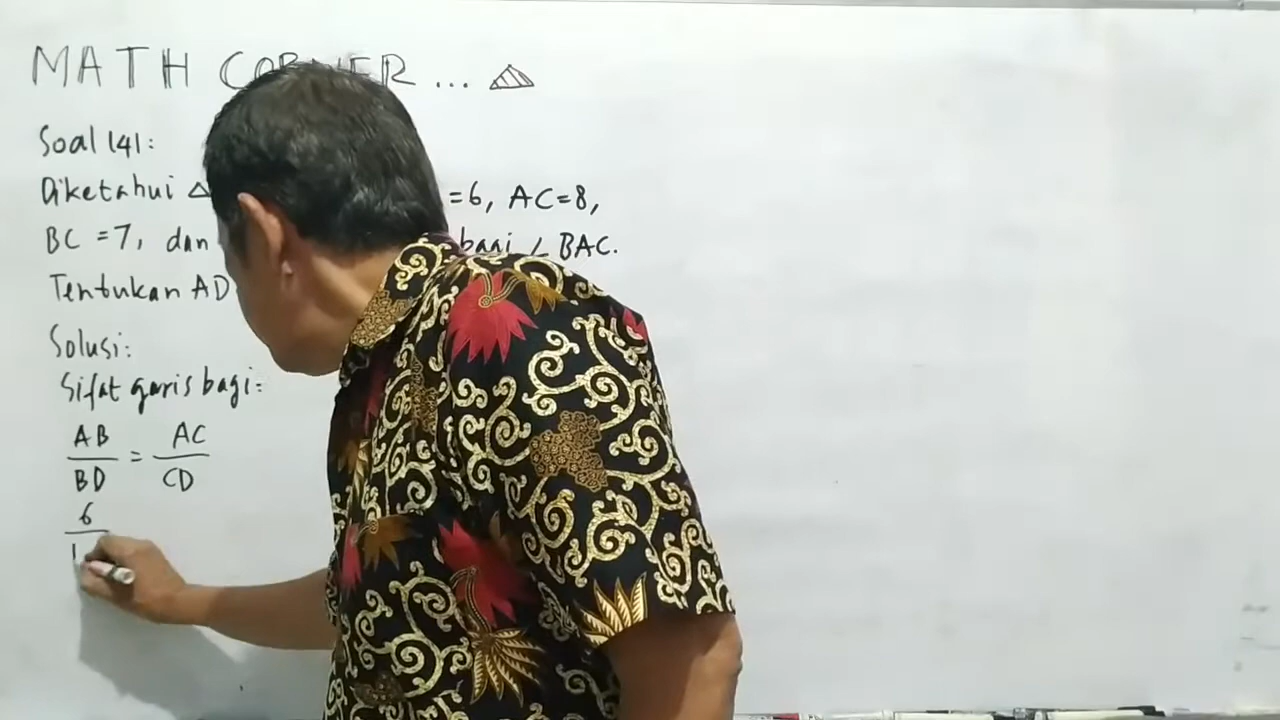 MATH CORNER ...
Soal 141:
Diketahui △ =6, AC=8,
BC =7, dan bagi ∠ BAC.
Tentukan AD
Solusi:
Sifat garis bagi:
AB/BD = AC/CD
6